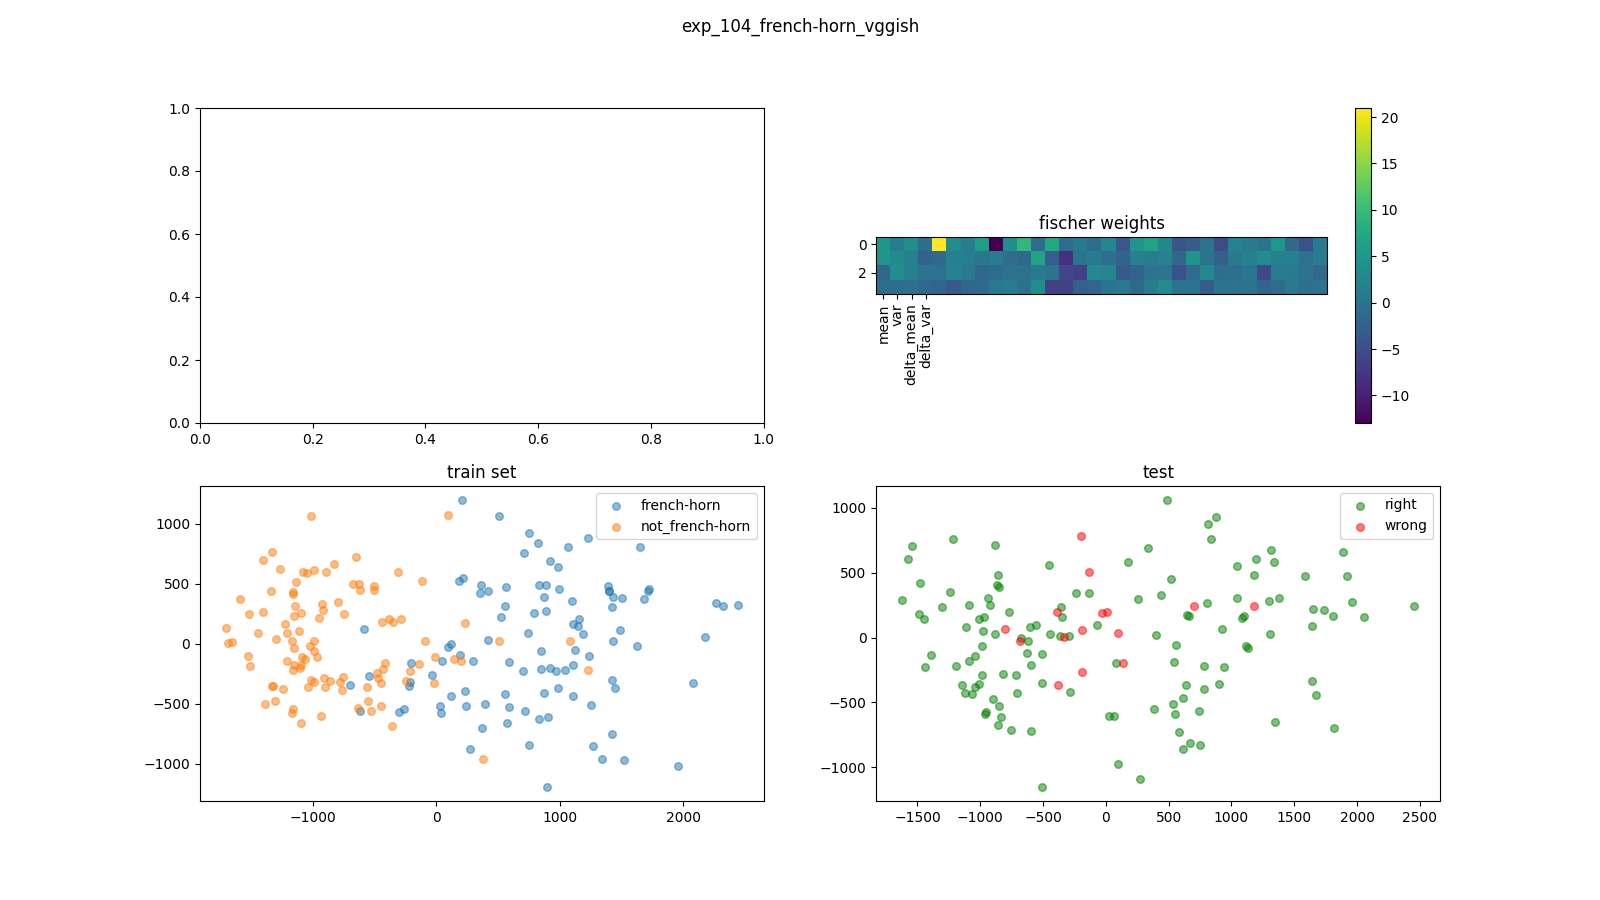 exp_104_french-horn_vggish
1.0
0.8
0.6
0.4
0.2
0.0
0.0 0.2 0.4 0.6 0.8 1.0
fischer weights
0
2
mean
var
delta_mean
delta_var
20
15
10
5
0
−5
−10
train set
french-horn
not_french-horn
1000
500
0
−500
−1000
−1000 0 1000 2000
test
right
wrong
1000
500
0
−500
−1000
−1500 −1000 −500 0 500 1000 1500 2000 2500